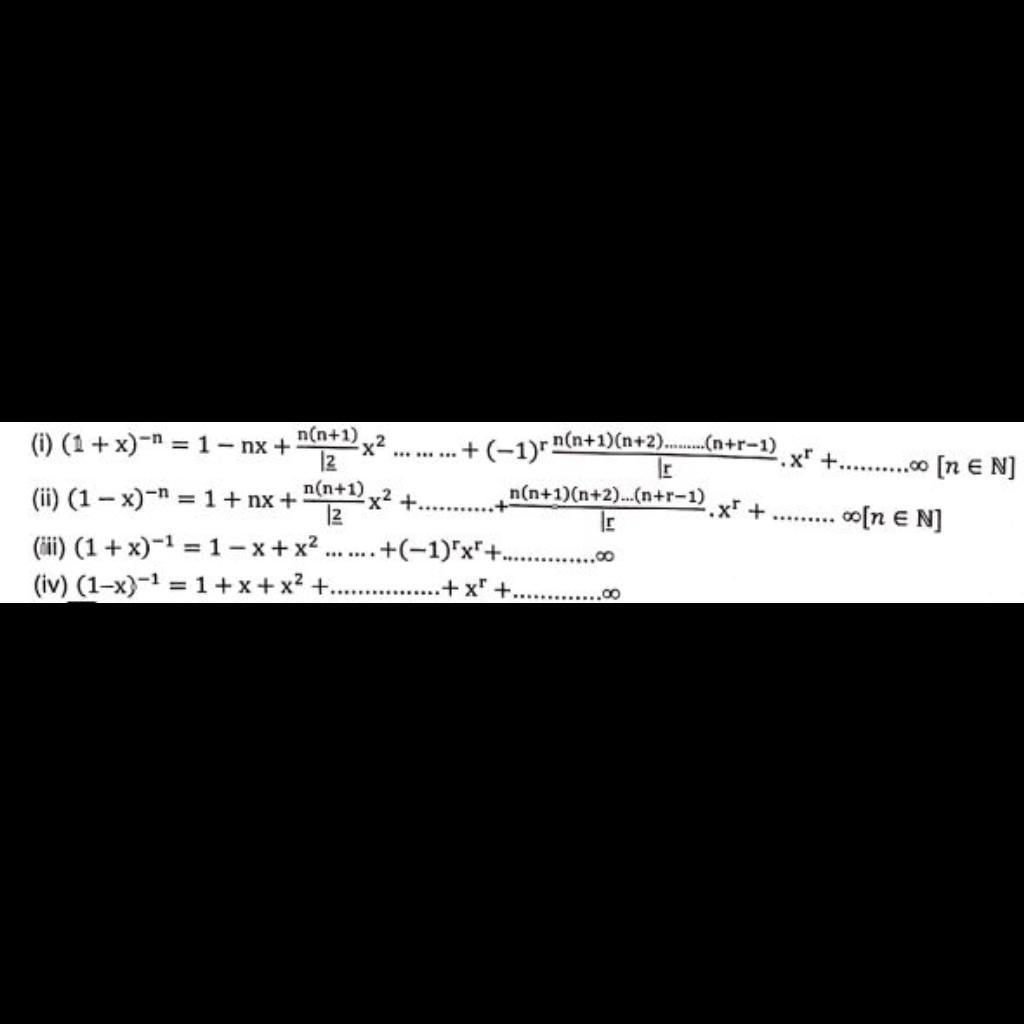 (i) (1 + x)⁻ⁿ = 1 − nx + n(n+1)/|2 x² ... ... ... + (−1)ʳ n(n+1)(n+2).........(n+r−1)/|r .xʳ +..........∞ [n ∈ ℕ]
(ii) (1 − x)⁻ⁿ = 1 + nx + n(n+1)/|2 x² +...........+ n(n+1)(n+2)...(n+r−1)/|r .xʳ + ......... ∞[n ∈ ℕ]
(iii) (1 + x)⁻¹ = 1 − x + x² ... ... . +(−1)ʳxʳ+..............∞
(iv) (1–x)⁻¹ = 1 + x + x² +.................+ xʳ +.............∞